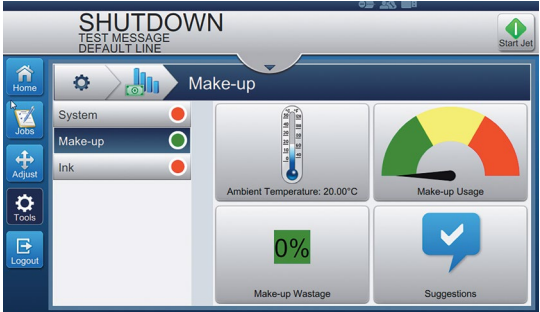 SHUTDOWN
TEST MESSAGE
DEFAULT LINE
Start Jet
Home
Make-up
Jobs
System
Make-up
Adjust
Ink
Tools
Logout
Ambient Temperature: 20.00°C
Make-up Usage
0%
Make-up Wastage
Suggestions